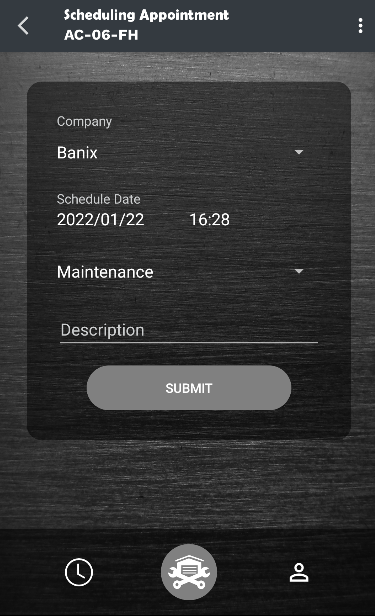 Scheduling Appointment
AC-06-FH
Company
Banix
Schedule Date
2022/01/22 16:28
Maintenance
Description
SUBMIT